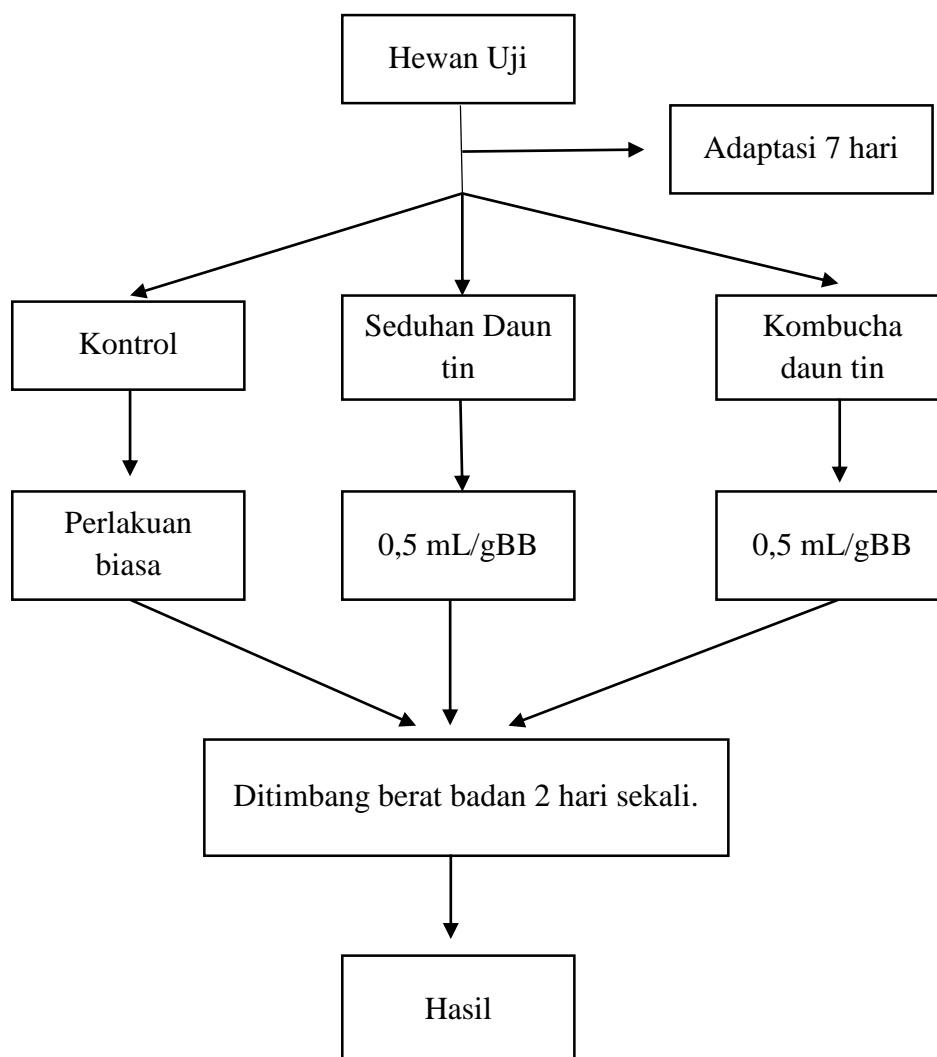 Hewan Uji
Adaptasi 7 hari
Kontrol
Seduhan Daun
tin
Kombucha
daun tin
Perlakuan
biasa
0,5 mL/gBB
0,5 mL/gBB
Ditimbang berat badan 2 hari sekali.
Hasil